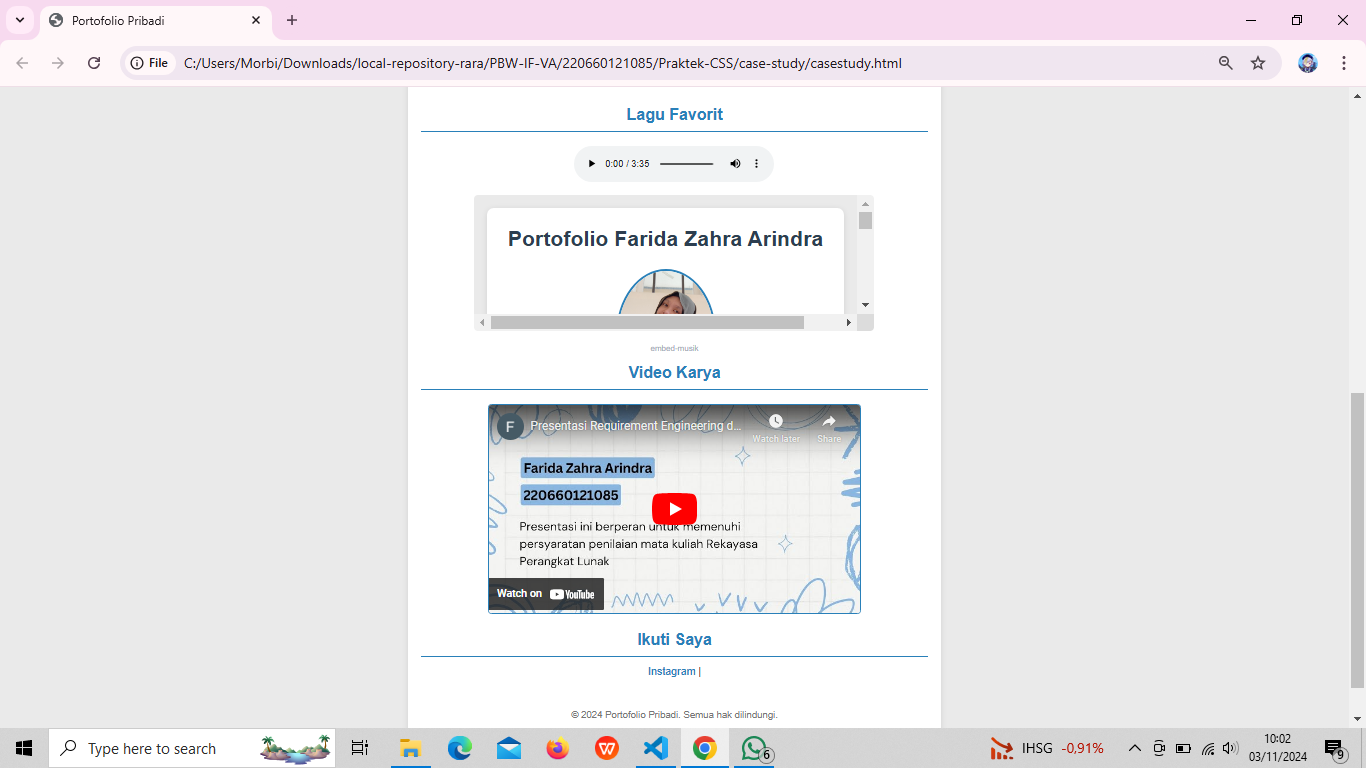 Portofolio Pribadi
File
C:/Users/Morbi/Downloads/local-repository-rara/PBW-IF-VA/220660121085/Praktek-CSS/case-study/casestudy.html
Lagu Favorit
0:00 / 3:35
Portofolio Farida Zahra Arindra
embed-musik
Video Karya
F
Presentasi Requirement Engineering d...
Watch later
Share
Farida Zahra Arindra
220660121085
Presentasi ini berperan untuk memenuhi
persyaratan penilaian mata kuliah Rekayasa
Perangkat Lunak
Watch on YouTube
Ikuti Saya
Instagram |
© 2024 Portofolio Pribadi. Semua hak dilindungi.
Type here to search
W
6
IHSG -0,91%
10:02
03/11/2024
9